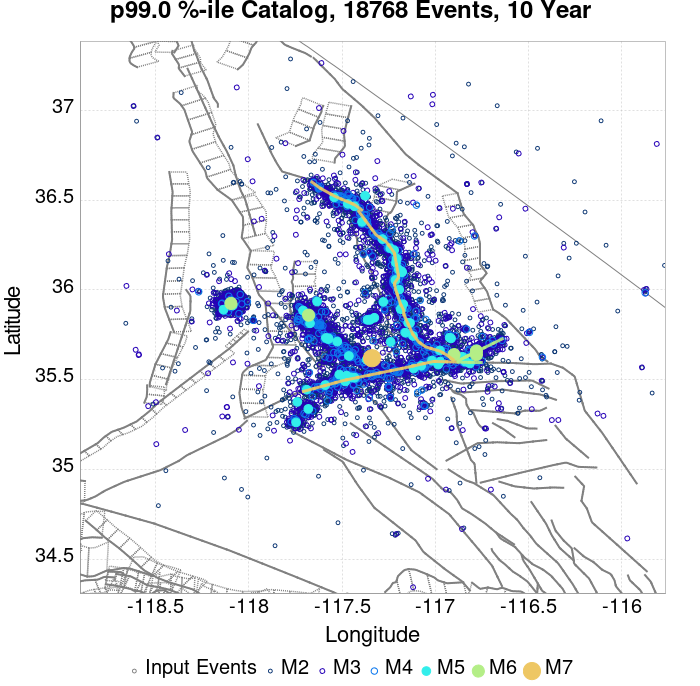 p99.0 %-ile Catalog, 18768 Events, 10 Year
37
36.5
36
35.5
35
34.5
Latitude
-118.5 -118 -117.5 -117 -116.5 -116
Longitude
Input Events M2 M3 M4 M5 M6 M7